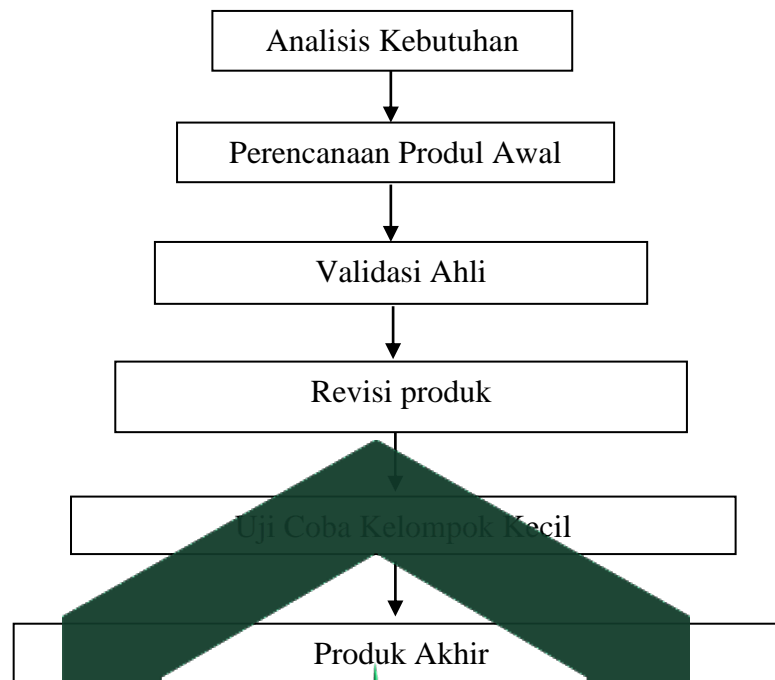 Analisis Kebutuhan
Perencanaan Produl Awal
Validasi Ahli
Revisi produk
Uji Coba Kelompok Kecil
Produk Akhir